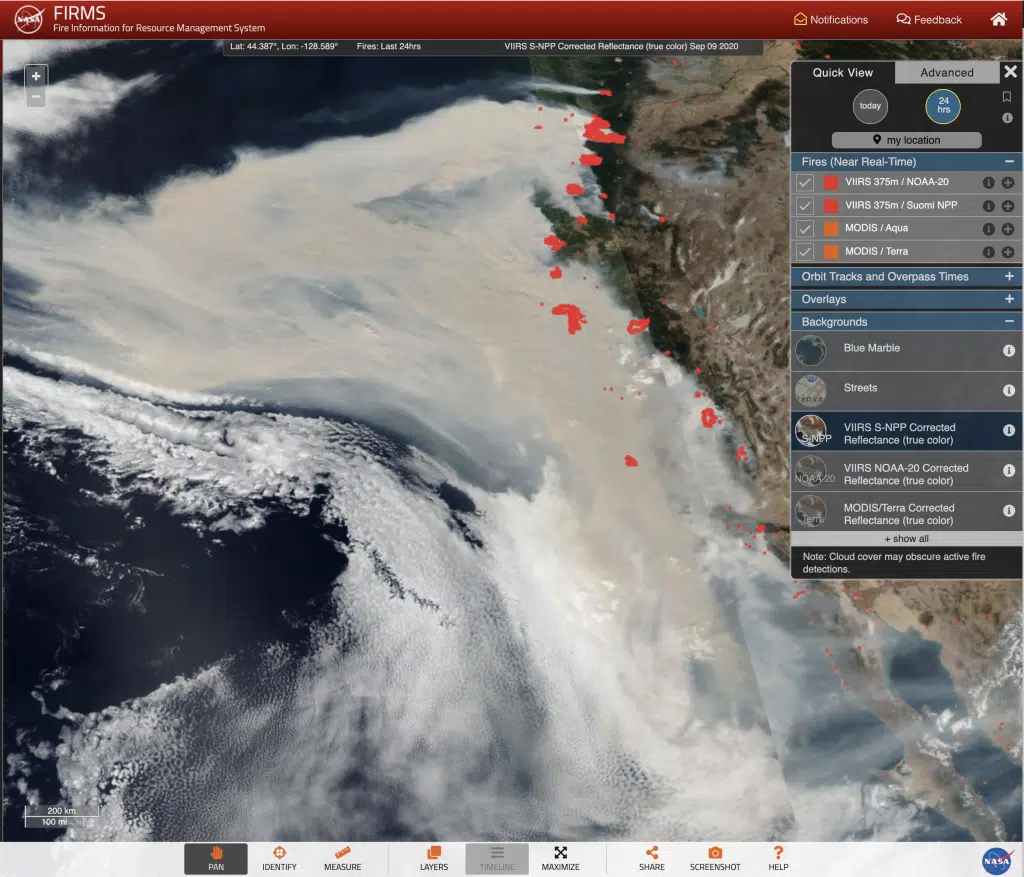 NASA
FIRMS
Fire Information for Resource Management System
Notifications
Feedback
Lat: 44.387°, Lon: -128.589°
Fires: Last 24hrs
VIIRS S-NPP Corrected Reflectance (true color) Sep 09 2020
+
−
Quick View
Advanced
today
24
hrs
my location
Fires (Near Real-Time)
VIIRS 375m / NOAA-20
VIIRS 375m / Suomi NPP
MODIS / Aqua
MODIS / Terra
Orbit Tracks and Overpass Times
Overlays
Backgrounds
Blue Marble
Streets
S-NPP
VIIRS S-NPP Corrected
Reflectance (true color)
NOAA-20
VIIRS NOAA-20 Corrected
Reflectance (true color)
Terra
MODIS/Terra Corrected
Reflectance (true color)
+ show all
Note: Cloud cover may obscure active fire
detections.
200 km
100 mi
PAN
IDENTIFY
MEASURE
LAYERS
TIMELINE
MAXIMIZE
SHARE
SCREENSHOT
HELP
NASA